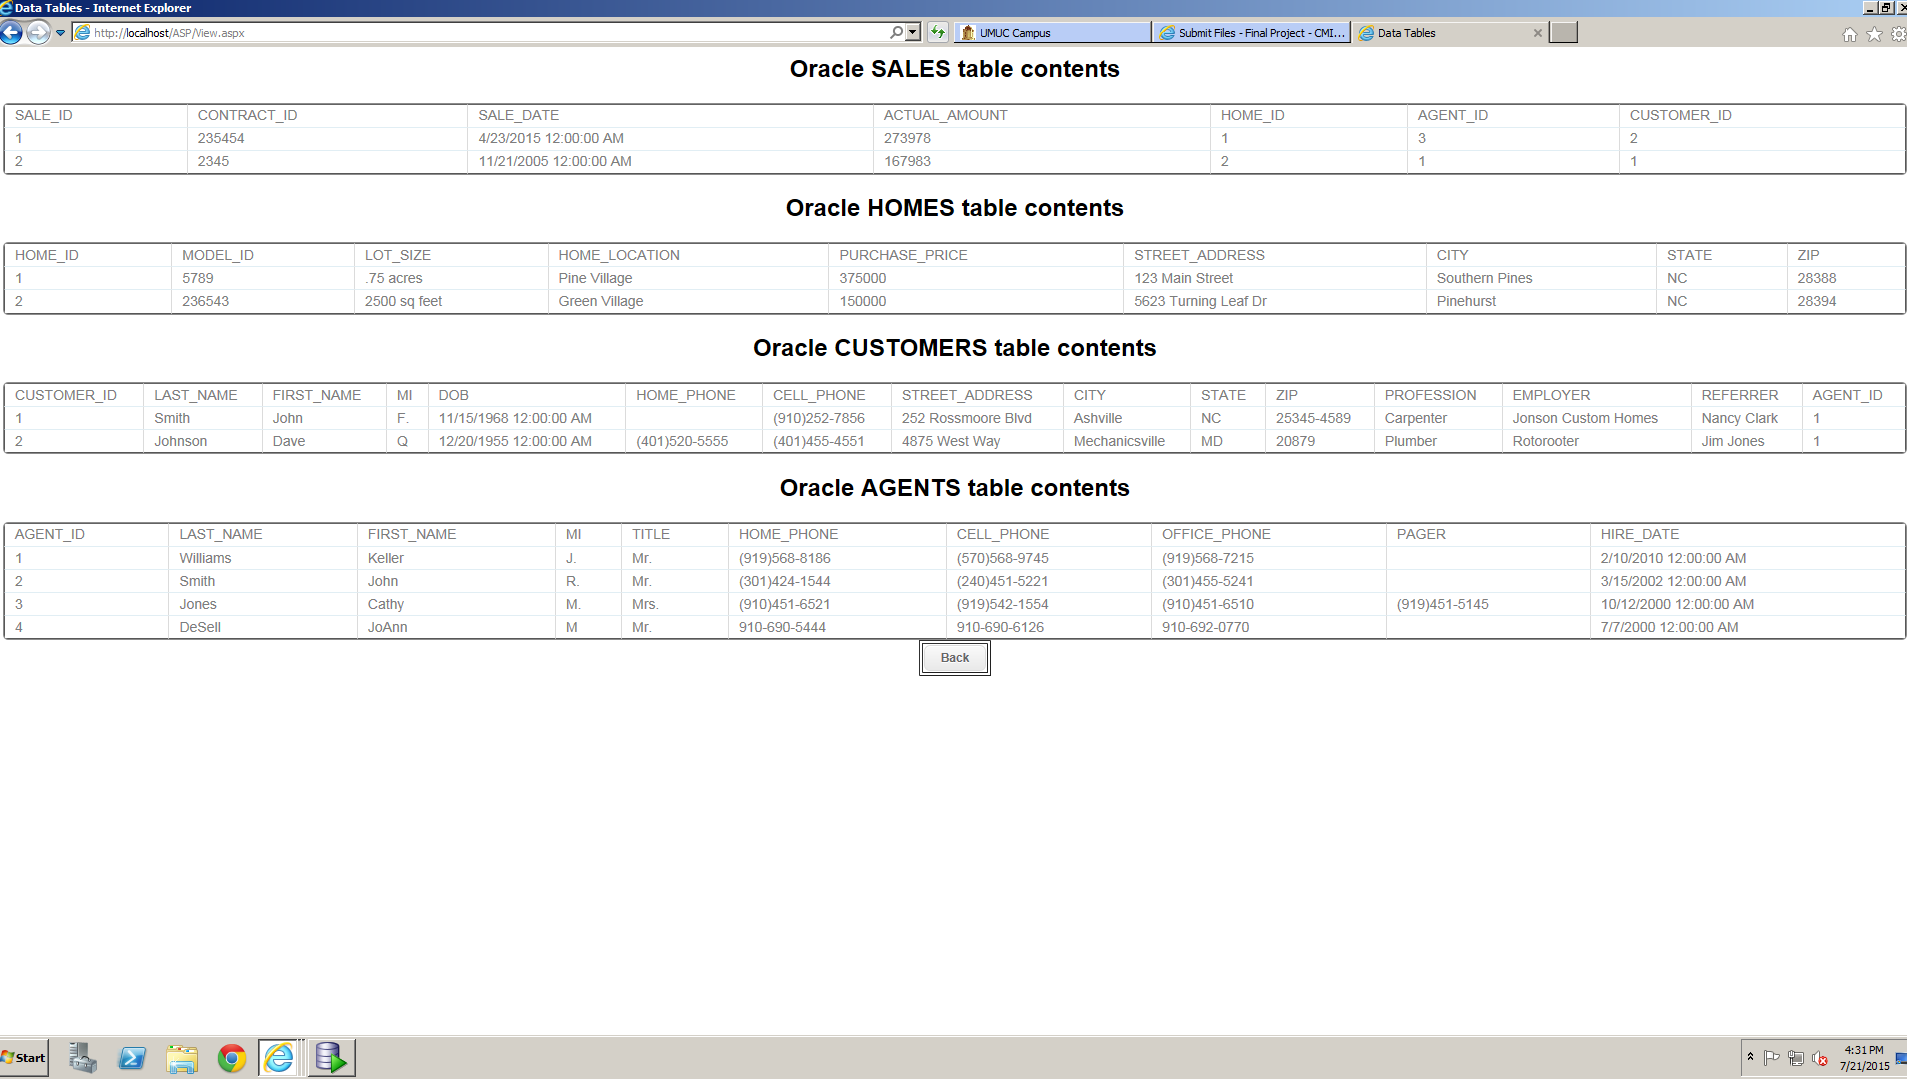 Data Tables - Internet Explorer
http://localhost/ASP/View.aspx UMUC Campus Submit Files - Final Project - CMI... Data Tables
Oracle SALES table contents
SALE_ID CONTRACT_ID SALE_DATE ACTUAL_AMOUNT HOME_ID AGENT_ID CUSTOMER_ID
1 235454 4/23/2015 12:00:00 AM 273978 1 3 2
2 2345 11/21/2005 12:00:00 AM 167983 2 1 1
Oracle HOMES table contents
HOME_ID MODEL_ID LOT_SIZE HOME_LOCATION PURCHASE_PRICE STREET_ADDRESS CITY STATE ZIP
1 5789 .75 acres Pine Village 375000 123 Main Street Southern Pines NC 28388
2 236543 2500 sq feet Green Village 150000 5623 Turning Leaf Dr Pinehurst NC 28394
Oracle CUSTOMERS table contents
CUSTOMER_ID LAST_NAME FIRST_NAME MI DOB HOME_PHONE CELL_PHONE STREET_ADDRESS CITY STATE ZIP PROFESSION EMPLOYER REFERRER AGENT_ID
1 Smith John F. 11/15/1968 12:00:00 AM (910)252-7856 252 Rossmoore Blvd Ashville NC 25345-4589 Carpenter Jonson Custom Homes Nancy Clark 1
2 Johnson Dave Q 12/20/1955 12:00:00 AM (401)520-5555 (401)455-4551 4875 West Way Mechanicsville MD 20879 Plumber Rotorooter Jim Jones 1
Oracle AGENTS table contents
AGENT_ID LAST_NAME FIRST_NAME MI TITLE HOME_PHONE CELL_PHONE OFFICE_PHONE PAGER HIRE_DATE
1 Williams Keller J. Mr. (919)568-8186 (570)568-9745 (919)568-7215 2/10/2010 12:00:00 AM
2 Smith John R. Mr. (301)424-1544 (240)451-5221 (301)455-5241 3/15/2002 12:00:00 AM
3 Jones Cathy M. Mrs. (910)451-6521 (919)542-1554 (910)451-6510 (919)451-5145 10/12/2000 12:00:00 AM
4 DeSell JoAnn M Mr. 910-690-5444 910-690-6126 910-692-0770 7/7/2000 12:00:00 AM
Back
Start
4:31 PM
7/21/2015